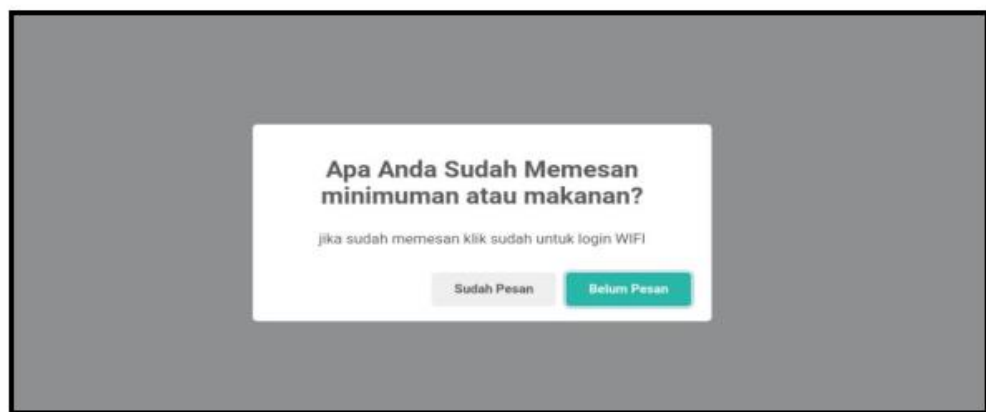 Apa Anda Sudah Memesan
minimuman atau makanan?
jika sudah memesan klik sudah untuk login WIFI
Sudah Pesan
Belum Pesan